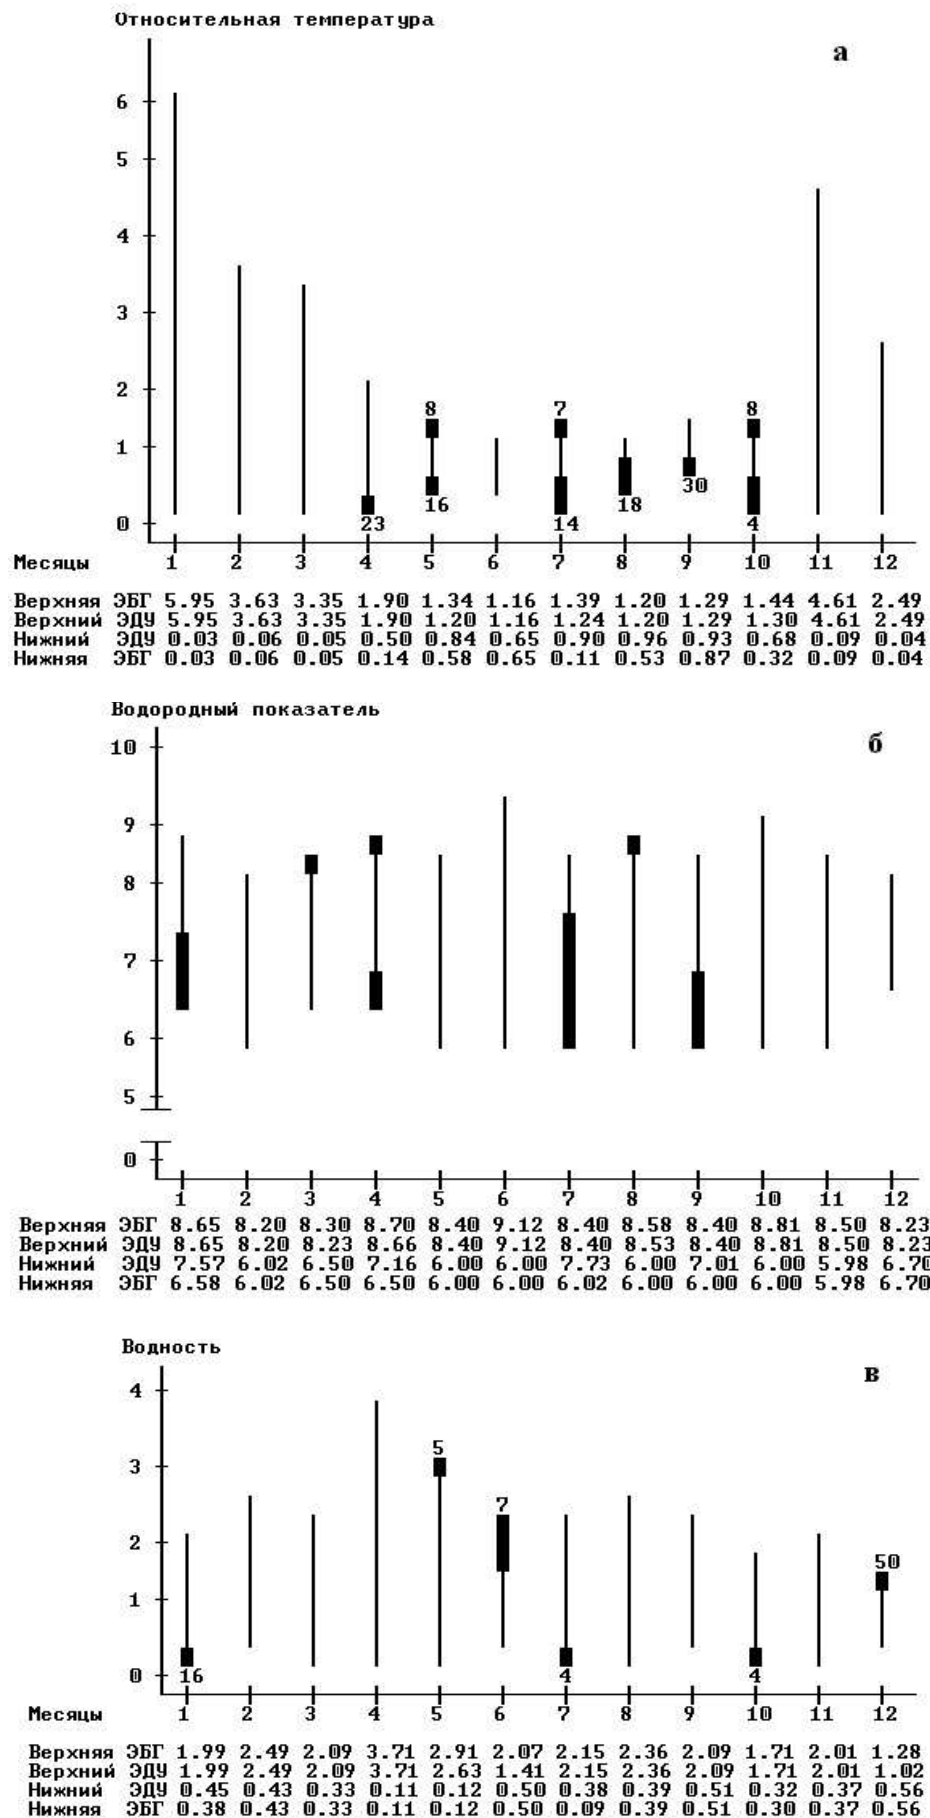 Относительная температура
а
6
5
4
3
2
1
0
8
7
8
23
16
14
18
30
4
Месяцы 1 2 3 4 5 6 7 8 9 10 11 12
Верхняя ЭБГ 5.95 3.63 3.35 1.90 1.34 1.16 1.39 1.20 1.29 1.44 4.61 2.49
Верхний ЭДУ 5.95 3.63 3.35 1.90 1.20 1.16 1.24 1.20 1.29 1.30 4.61 2.49
Нижний ЭДУ 0.03 0.06 0.05 0.50 0.84 0.65 0.90 0.96 0.93 0.68 0.09 0.04
Нижняя ЭБГ 0.03 0.06 0.05 0.14 0.58 0.65 0.11 0.53 0.87 0.32 0.09 0.04
Водородный показатель
б
10
9
8
7
6
5
0
1 2 3 4 5 6 7 8 9 10 11 12
Верхняя ЭБГ 8.65 8.20 8.30 8.70 8.40 9.12 8.40 8.58 8.40 8.81 8.50 8.23
Верхний ЭДУ 8.65 8.20 8.23 8.66 8.40 9.12 8.40 8.53 8.40 8.81 8.50 8.23
Нижний ЭДУ 7.57 6.02 6.50 7.16 6.00 6.00 7.73 6.00 7.01 6.00 5.98 6.70
Нижняя ЭБГ 6.58 6.02 6.50 6.50 6.00 6.00 6.02 6.00 6.00 6.00 5.98 6.70
Водность
в
4
3
2
1
0
5
7
50
16
4
4
Месяцы 1 2 3 4 5 6 7 8 9 10 11 12
Верхняя ЭБГ 1.99 2.49 2.09 3.71 2.91 2.07 2.15 2.36 2.09 1.71 2.01 1.28
Верхний ЭДУ 1.99 2.49 2.09 3.71 2.63 1.41 2.15 2.36 2.09 1.71 2.01 1.02
Нижний ЭДУ 0.45 0.43 0.33 0.11 0.12 0.50 0.38 0.39 0.51 0.32 0.37 0.56
Нижняя ЭБГ 0.38 0.43 0.33 0.11 0.12 0.50 0.09 0.39 0.51 0.30 0.37 0.56